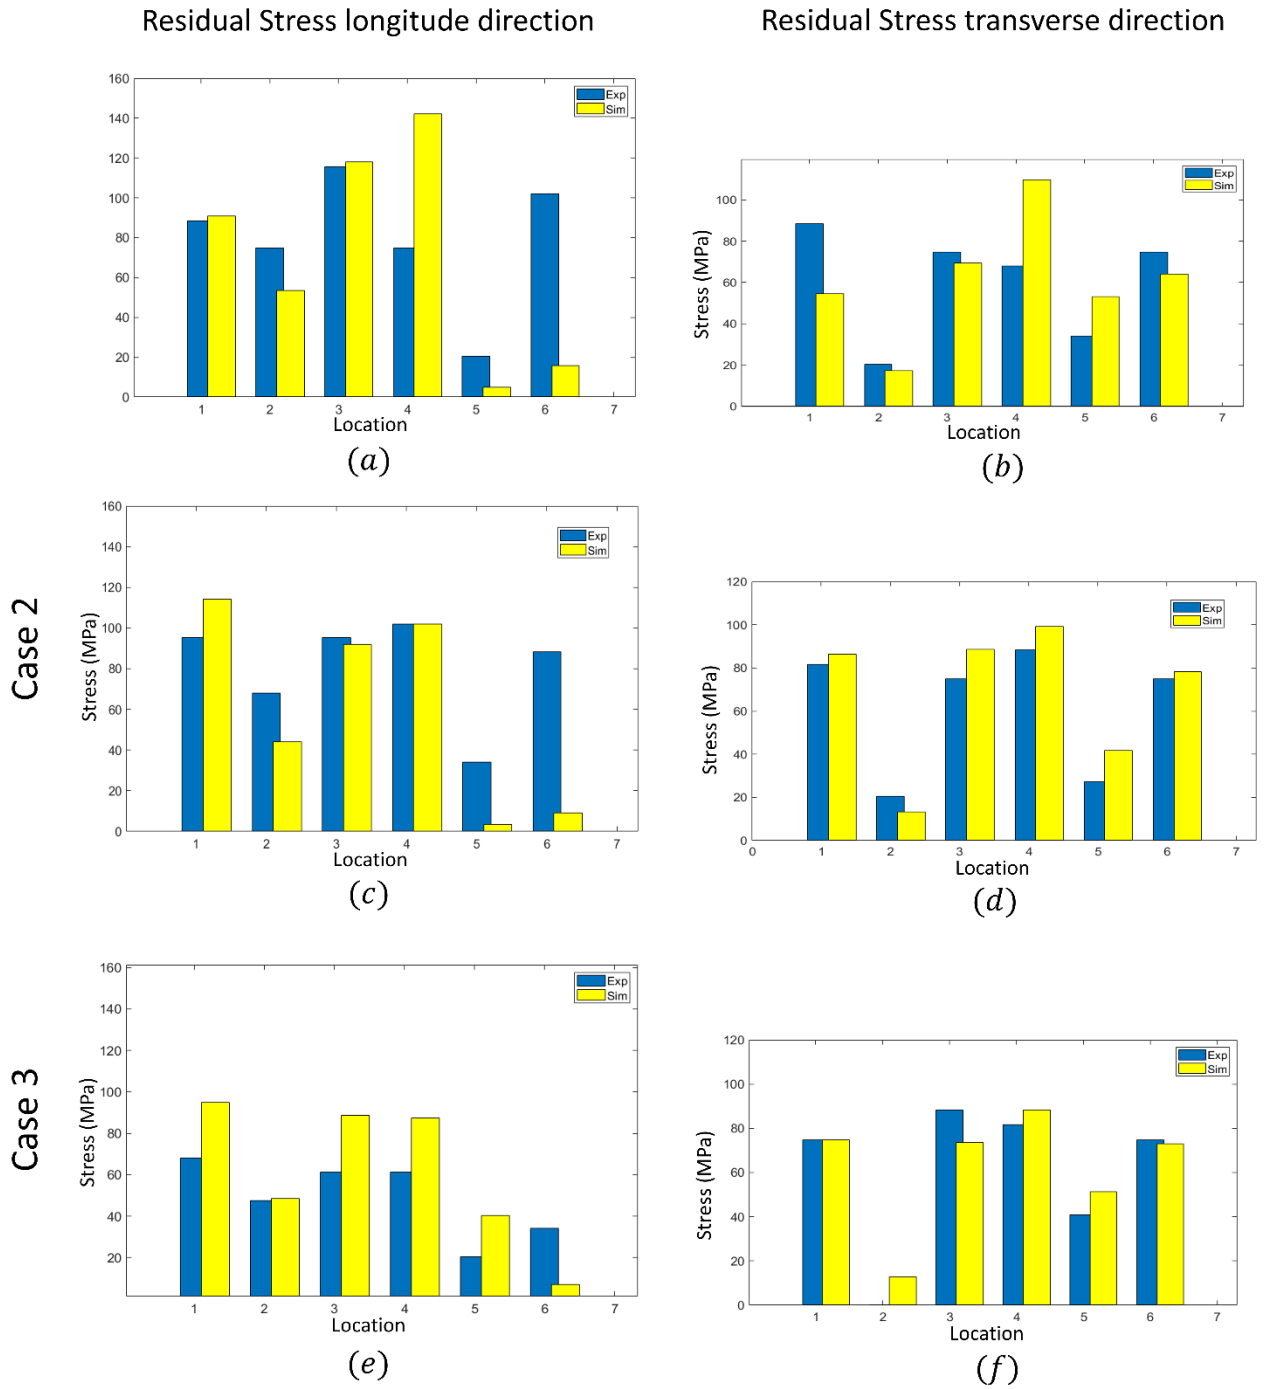 Residual Stress longitude direction
Residual Stress transverse direction
160
140
120
100
80
60
40
20
0
Exp
Sim
1 2 3 4 5 6 7
Location
(a)
Stress (MPa)
100
80
60
40
20
0
Exp
Sim
1 2 3 4 5 6 7
Location
(b)
Case 2
Stress (MPa)
160
140
120
100
80
60
40
20
0
Exp
Sim
1 2 3 4 5 6 7
Location
(c)
Stress (MPa)
120
100
80
60
40
20
0
Exp
Sim
0 1 2 3 4 5 6 7
Location
(d)
Case 3
Stress (MPa)
160
140
120
100
80
60
40
20
Exp
Sim
1 2 3 4 5 6 7
Location
(e)
Stress (MPa)
120
100
80
60
40
20
0
Exp
Sim
1 2 3 4 5 6 7
Location
(f)